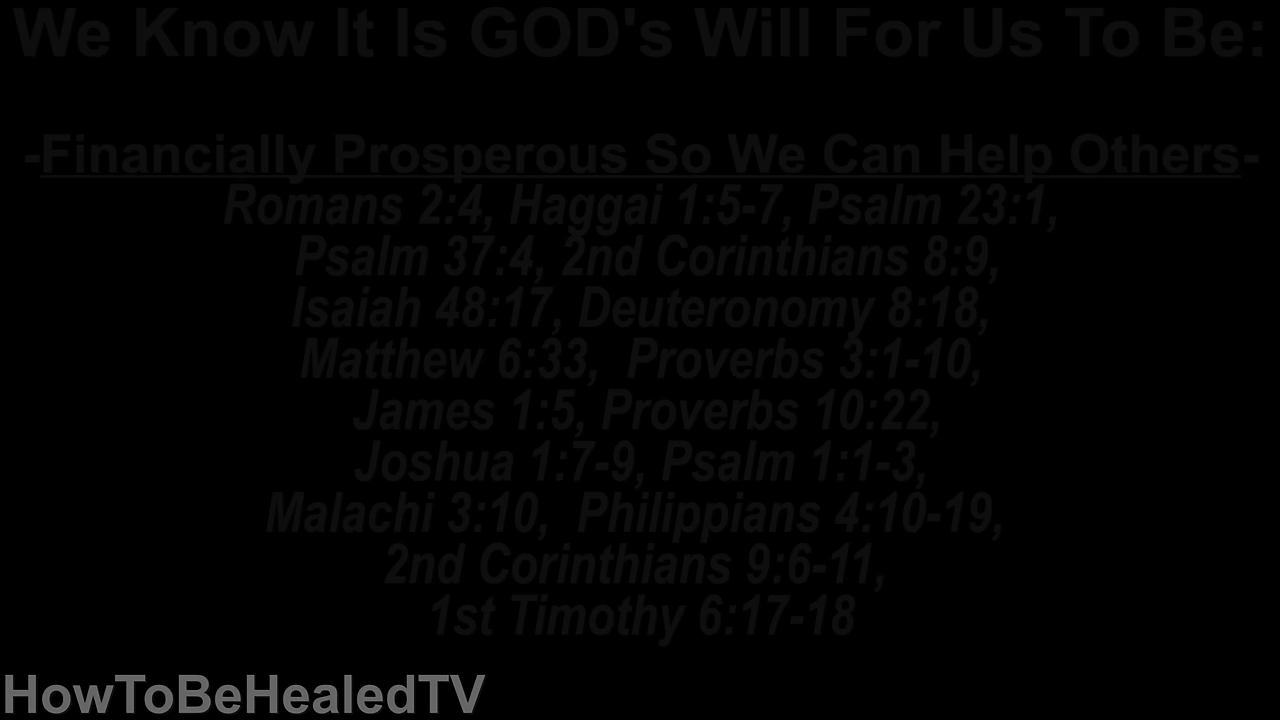 We Know It Is GOD's Will For Us To Be:
-Financially Prosperous So We Can Help Others-
Romans 2:4, Haggai 1:5-7, Psalm 23:1,
Psalm 37:4, 2nd Corinthians 8:9,
Isaiah 48:17, Deuteronomy 8:18,
Matthew 6:33,  Proverbs 3:1-10,
James 1:5, Proverbs 10:22,
Joshua 1:7-9, Psalm 1:1-3,
Malachi 3:10,  Philippians 4:10-19,
2nd Corinthians 9:6-11,
1st Timothy 6:17-18
HowToBeHealedTV